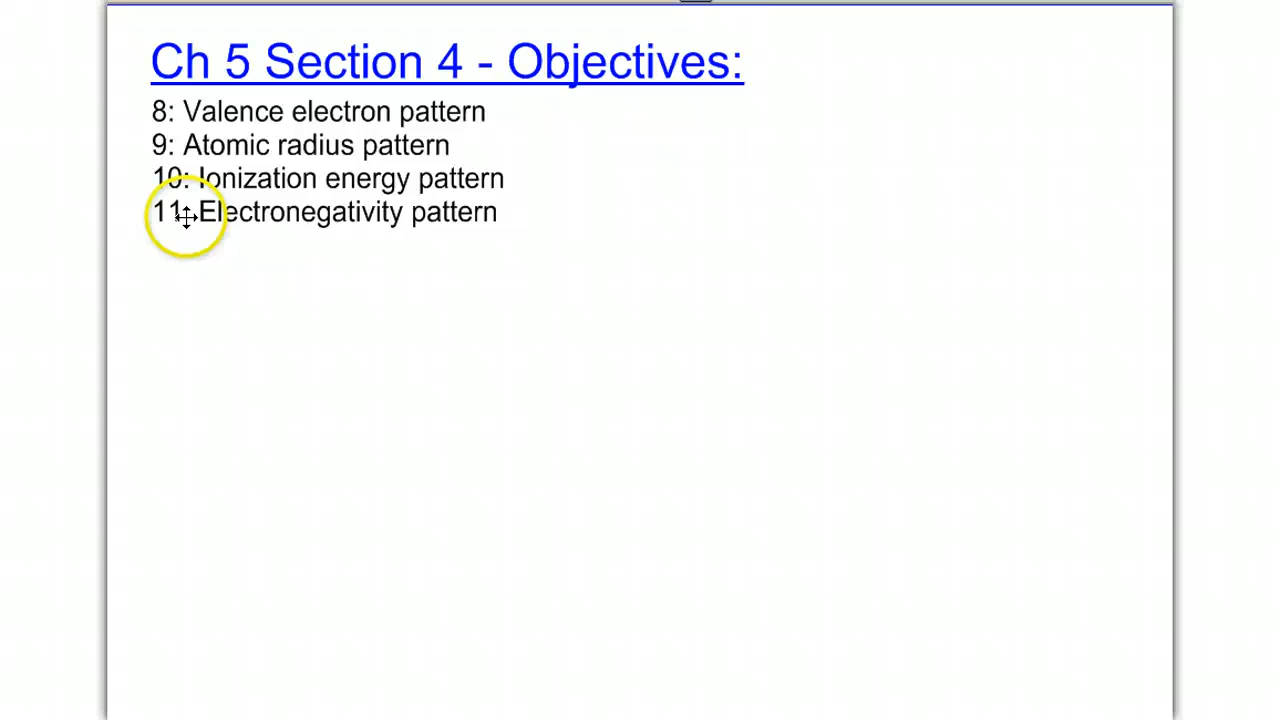 Ch 5 Section 4 - Objectives:
8: Valence electron pattern
9: Atomic radius pattern
10: Ionization energy pattern
11: Electronegativity pattern